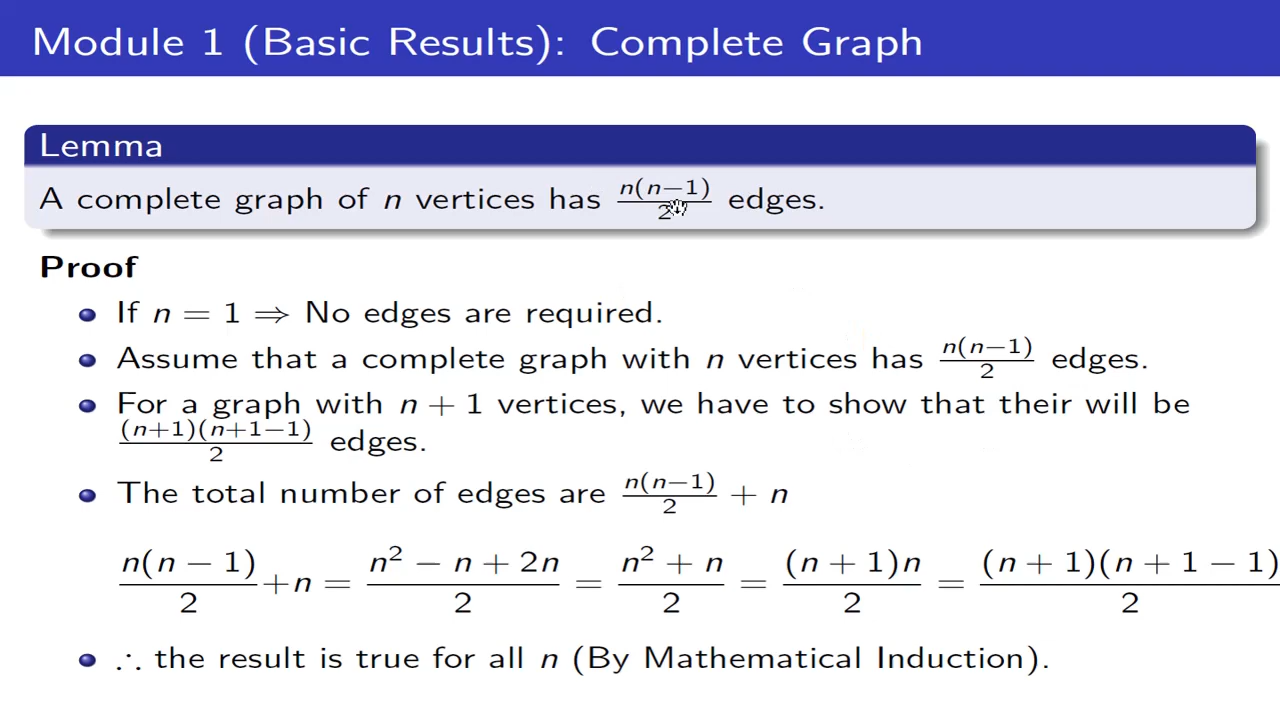 Module 1 (Basic Results): Complete Graph
Lemma
A complete graph of n vertices has n(n−1)/2 edges.
Proof
If n = 1 ⇒ No edges are required.
Assume that a complete graph with n vertices has n(n−1)/2 edges.
For a graph with n + 1 vertices, we have to show that their will be
(n+1)(n+1−1)/2 edges.
The total number of edges are n(n−1)/2 + n
n(n − 1)/2 + n = (n² − n + 2n)/2 = (n² + n)/2 = (n + 1)n/2 = (n + 1)(n + 1 − 1)/2
∴ the result is true for all n (By Mathematical Induction).